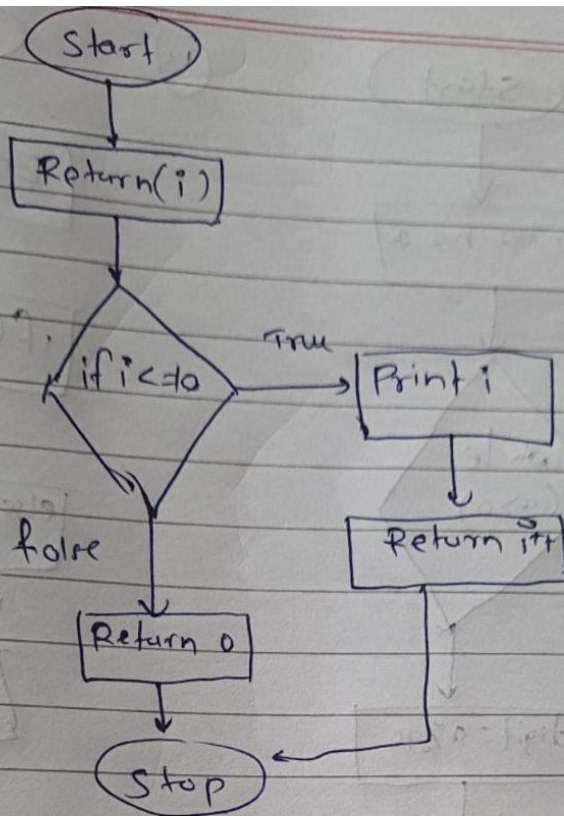 Start
Return(i)
if i <=10
True
Print i
Return i++
false
Return 0
Stop